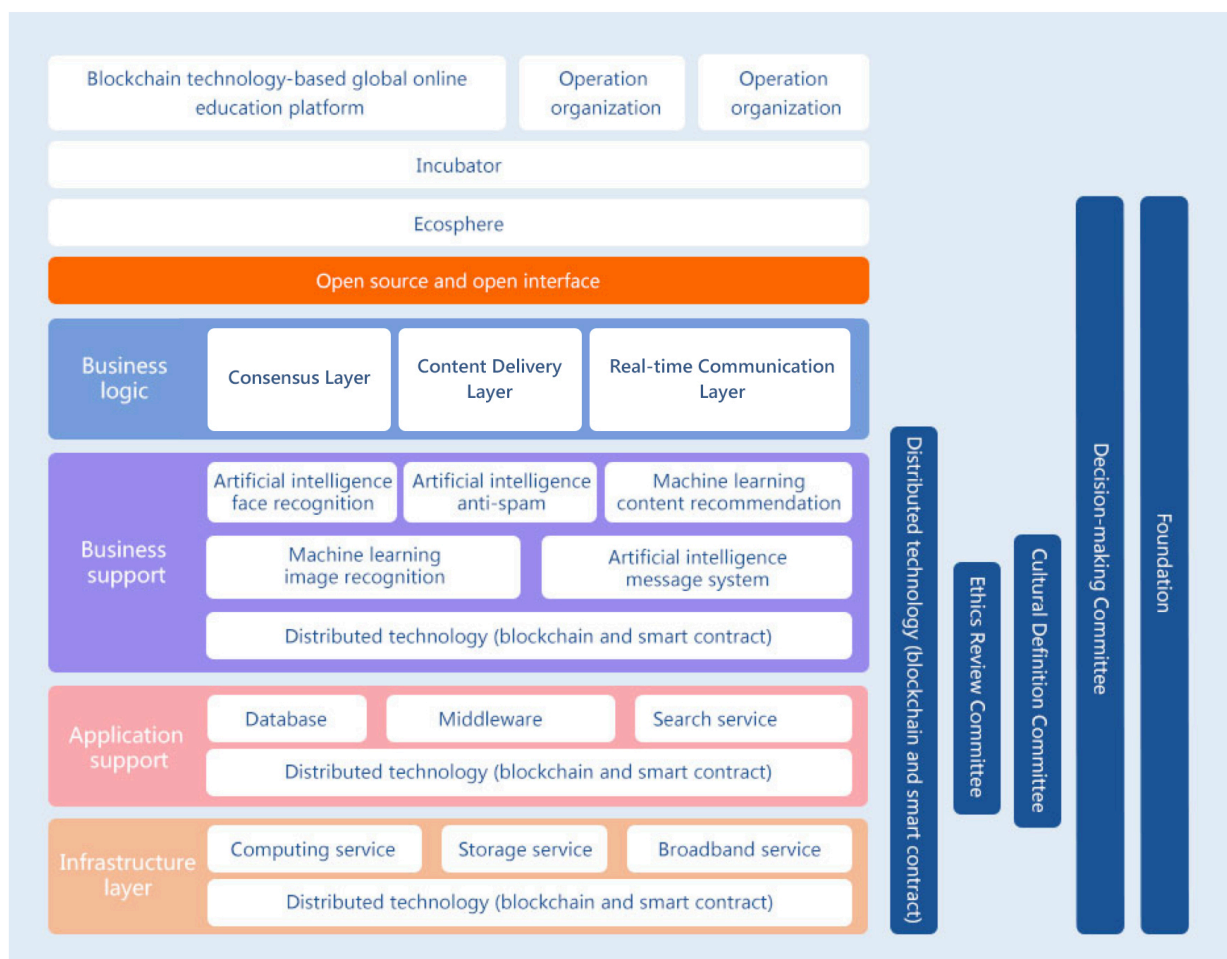 Blockchain technology-based global online
education platform
Operation
organization
Operation
organization
Incubator
Ecosphere
Open source and open interface
Business
logic
Consensus Layer
Content Delivery
Layer
Real-time Communication
Layer
Business
support
Artificial intelligence
face recognition
Artificial intelligence
anti-spam
Machine learning
content recommendation
Machine learning
image recognition
Artificial intelligence
message system
Distributed technology (blockchain and smart contract)
Application
support
Database
Middleware
Search service
Distributed technology (blockchain and smart contract)
Infrastructure
layer
Computing service
Storage service
Broadband service
Distributed technology (blockchain and smart contract)
Distributed technology (blockchain and smart contract)
Ethics Review Committee
Cultural Definition Committee
Decision-making Committee
Foundation